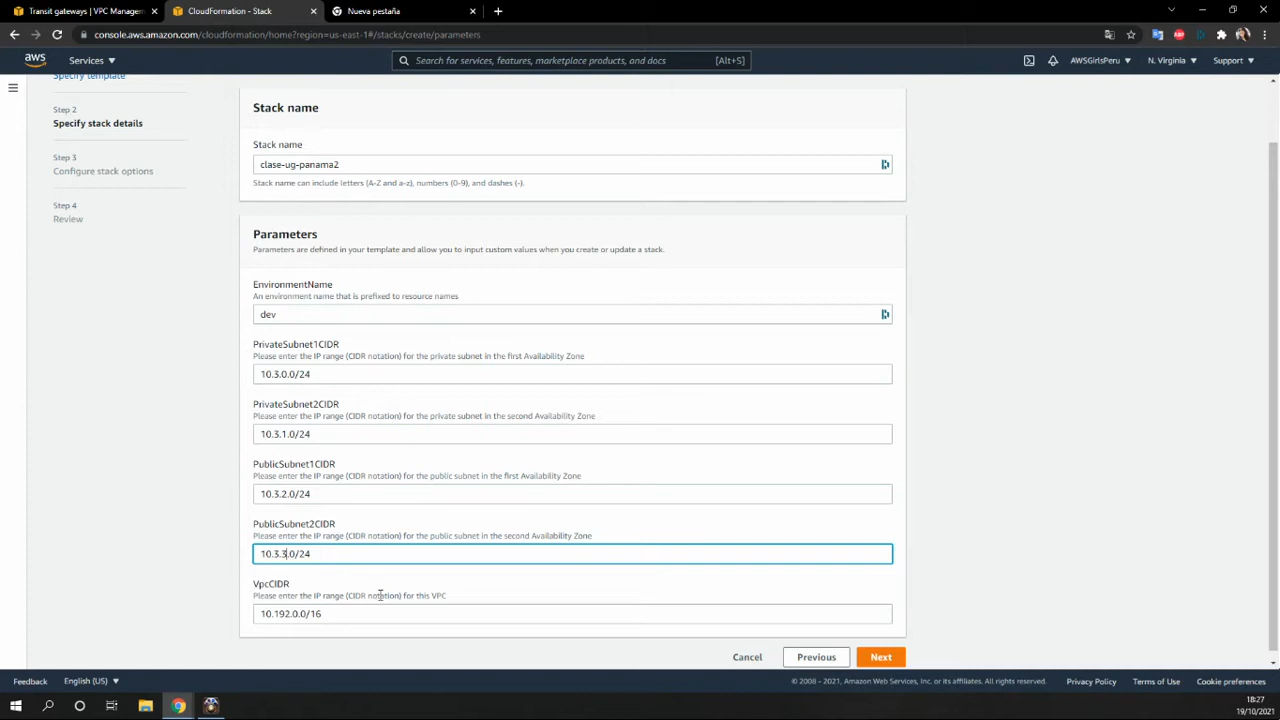 Transit gateways | VPC Managemen
CloudFormation - Stack
Nueva pestaña
console.aws.amazon.com/cloudformation/home?region=us-east-1#/stacks/create/parameters
aws
Services
Search for services, features, marketplace products, and docs
[Alt+S]
AWSGirlsPeru
N. Virginia
Support
Specify template
Step 2
Specify stack details
Step 3
Configure stack options
Step 4
Review
Stack name
Stack name
clase-ug-panama2
Stack name can include letters (A-Z and a-z), numbers (0-9), and dashes (-).
Parameters
Parameters are defined in your template and allow you to input custom values when you create or update a stack.
EnvironmentName
An environment name that is prefixed to resource names
dev
PrivateSubnet1CIDR
Please enter the IP range (CIDR notation) for the private subnet in the first Availability Zone
10.3.0.0/24
PrivateSubnet2CIDR
Please enter the IP range (CIDR notation) for the private subnet in the second Availability Zone
10.3.1.0/24
PublicSubnet1CIDR
Please enter the IP range (CIDR notation) for the public subnet in the first Availability Zone
10.3.2.0/24
PublicSubnet2CIDR
Please enter the IP range (CIDR notation) for the public subnet in the second Availability Zone
10.3.3.0/24
VpcCIDR
Please enter the IP range (CIDR notation) for this VPC
10.192.0.0/16
Cancel
Previous
Next
Feedback
English (US)
© 2008 - 2021, Amazon Web Services, Inc. or its affiliates. All rights reserved.
Privacy Policy
Terms of Use
Cookie preferences
18:27
19/10/2021